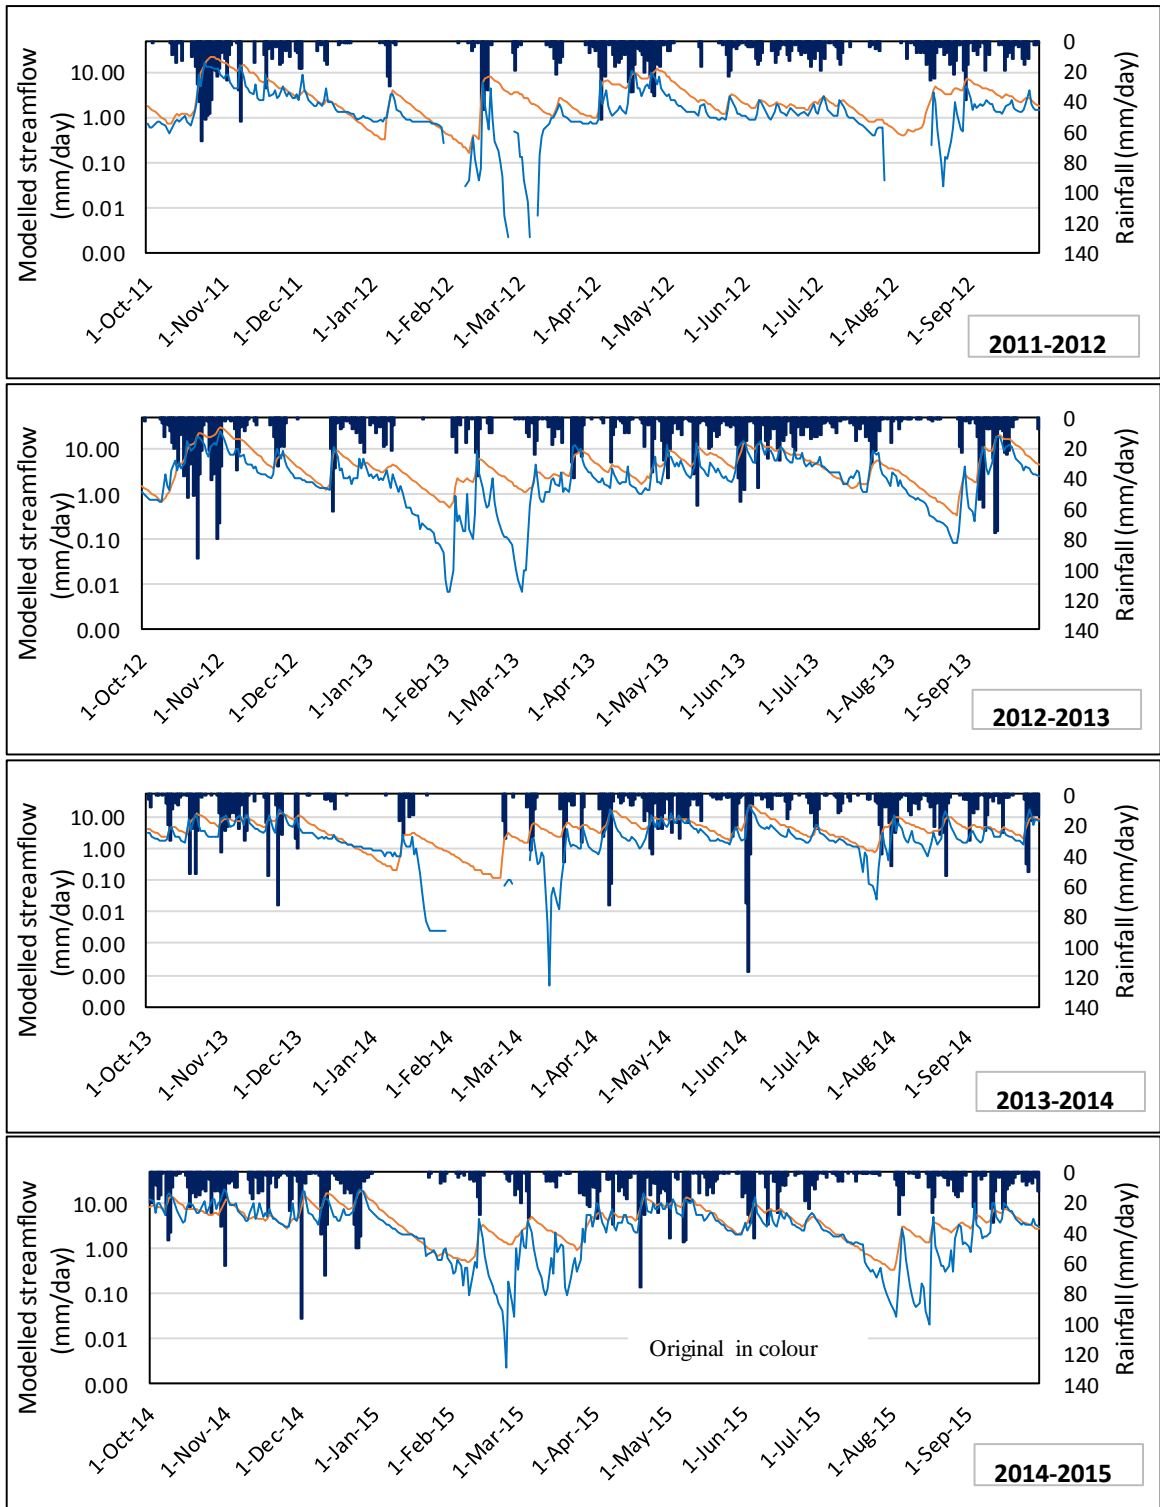 Modelled streamflow
(mm/day)
10.00
1.00
0.10
0.01
0.00
0
20
40
60
80
100
120
140
Rainfall (mm/day)
1-Oct-11
1-Nov-11
1-Dec-11
1-Jan-12
1-Feb-12
1-Mar-12
1-Apr-12
1-May-12
1-Jun-12
1-Jul-12
1-Aug-12
1-Sep-12
2011-2012
Modelled streamflow
(mm/day)
10.00
1.00
0.10
0.01
0.00
0
20
40
60
80
100
120
140
Rainfall (mm/day)
1-Oct-12
1-Nov-12
1-Dec-12
1-Jan-13
1-Feb-13
1-Mar-13
1-Apr-13
1-May-13
1-Jun-13
1-Jul-13
1-Aug-13
1-Sep-13
2012-2013
Modelled streamflow
(mm/day)
10.00
1.00
0.10
0.01
0.00
0.00
0.00
0
20
40
60
80
100
120
140
Rainfall (mm/day)
1-Oct-13
1-Nov-13
1-Dec-13
1-Jan-14
1-Feb-14
1-Mar-14
1-Apr-14
1-May-14
1-Jun-14
1-Jul-14
1-Aug-14
1-Sep-14
2013-2014
Modelled streamflow
(mm/day)
10.00
1.00
0.10
0.01
0.00
0
20
40
60
80
100
120
140
Rainfall (mm/day)
Original in colour
1-Oct-14
1-Nov-14
1-Dec-14
1-Jan-15
1-Feb-15
1-Mar-15
1-Apr-15
1-May-15
1-Jun-15
1-Jul-15
1-Aug-15
1-Sep-15
2014-2015